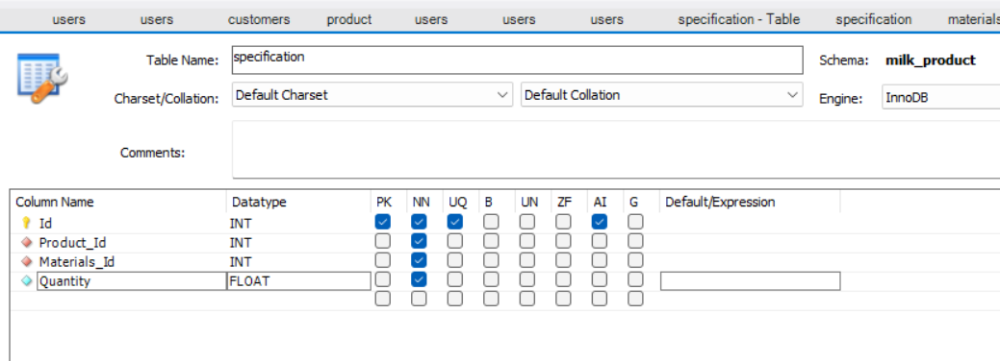 users users customers product users users users specification - Table specification materials
Table Name: specification Schema: milk_product
Charset/Collation: Default Charset Default Collation Engine: InnoDB
Comments:
Column Name Datatype PK NN UQ B UN ZF AI G Default/Expression
Id INT
Product_Id INT
Materials_Id INT
Quantity FLOAT